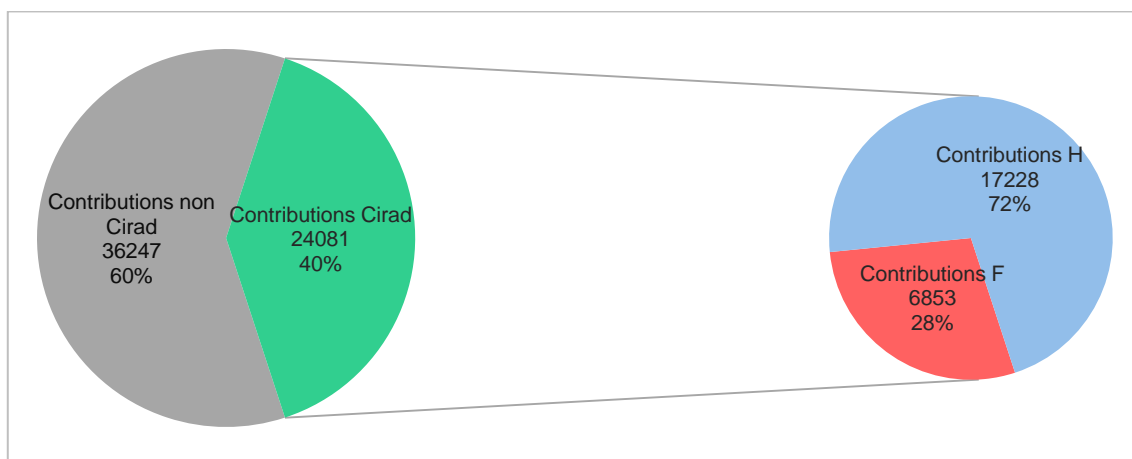 Contributions non
Cirad
36247
60%
Contributions Cirad
24081
40%
Contributions H
17228
72%
Contributions F
6853
28%